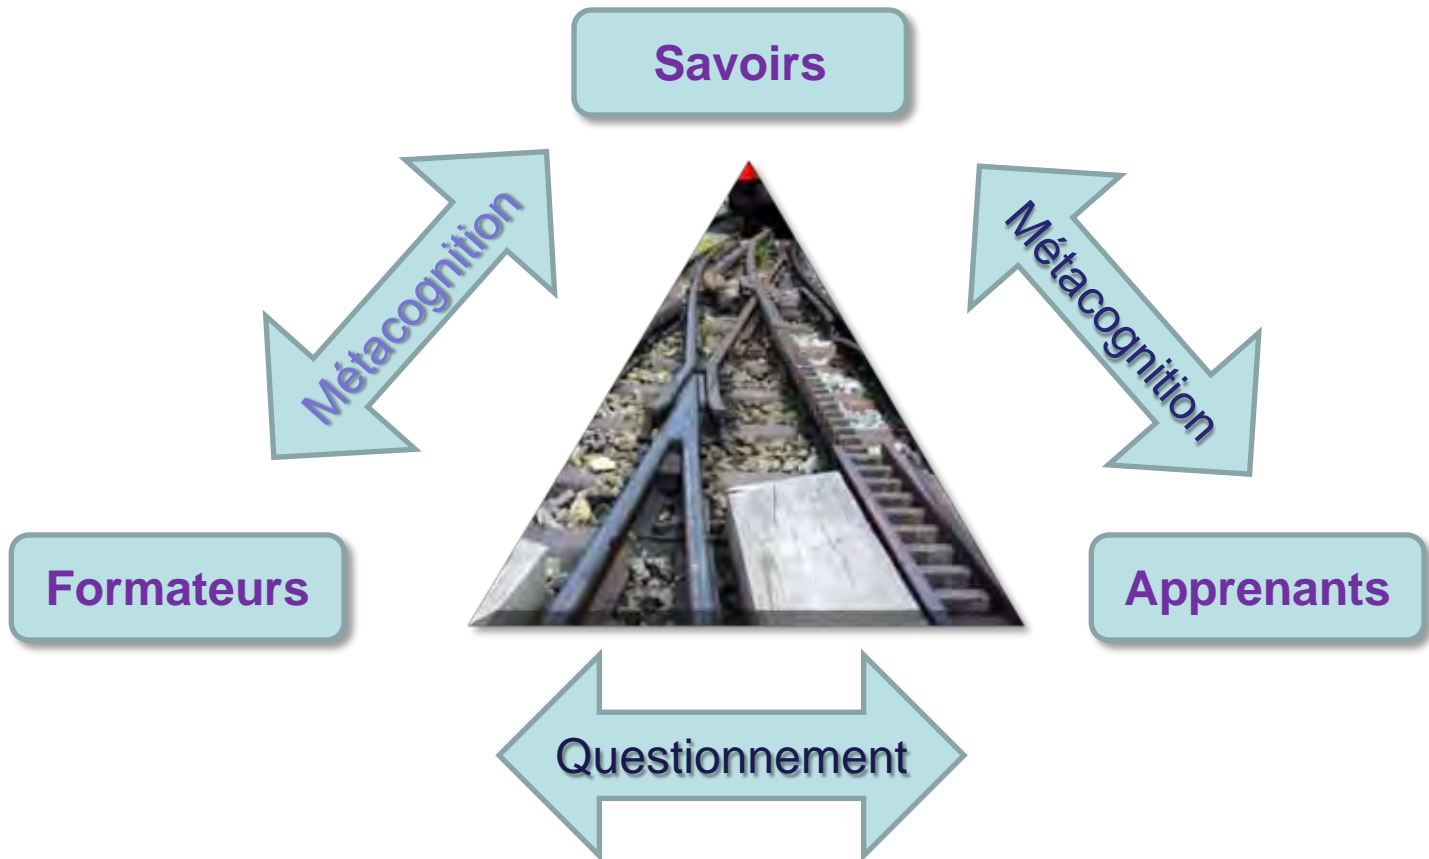 Savoirs
Métacognition
Métacognition
Formateurs
Apprenants
Questionnement